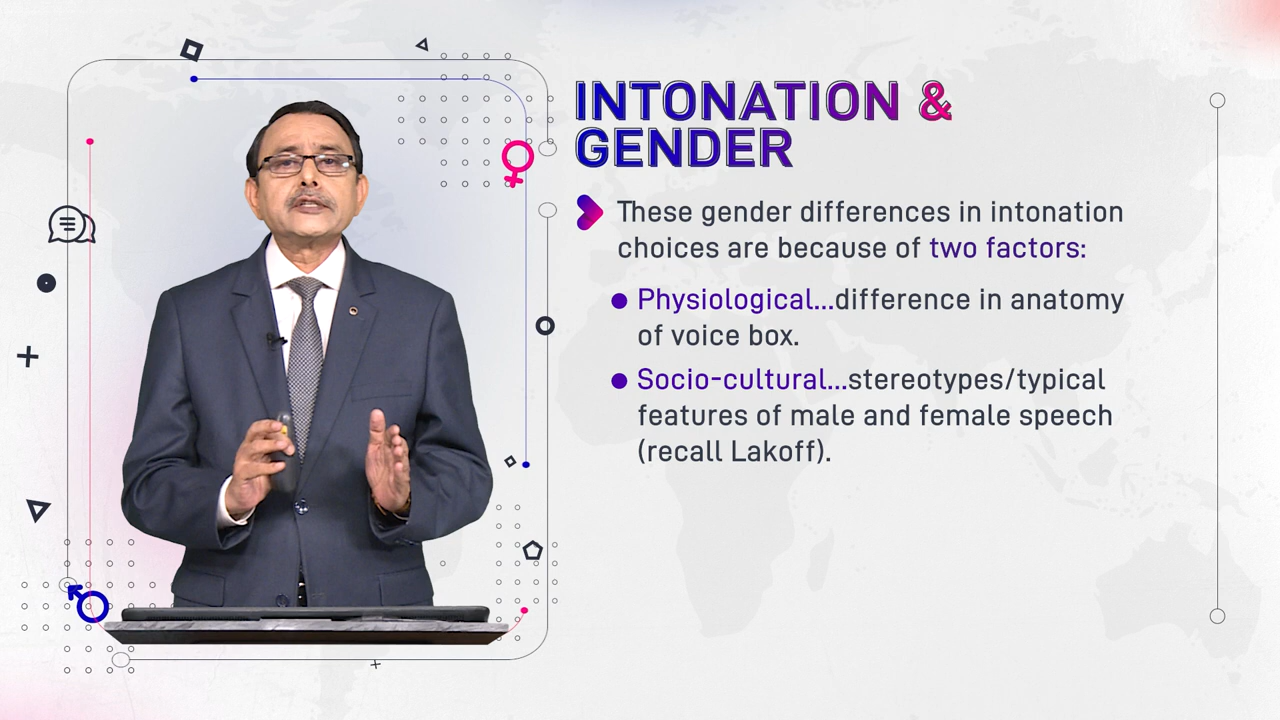 INTONATION &
GENDER
These gender differences in intonation
choices are because of two factors:
Physiological...difference in anatomy
of voice box.
Socio-cultural...stereotypes/typical
features of male and female speech
(recall Lakoff).